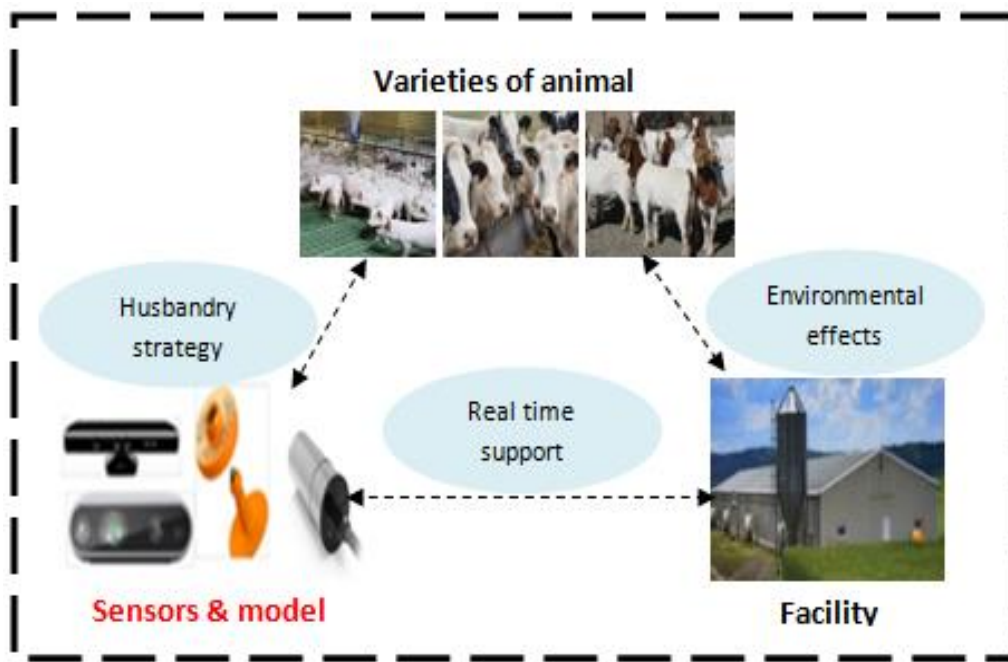 Varieties of animal
Husbandry
strategy
Environmental
effects
Real time
support
Sensors & model
Facility